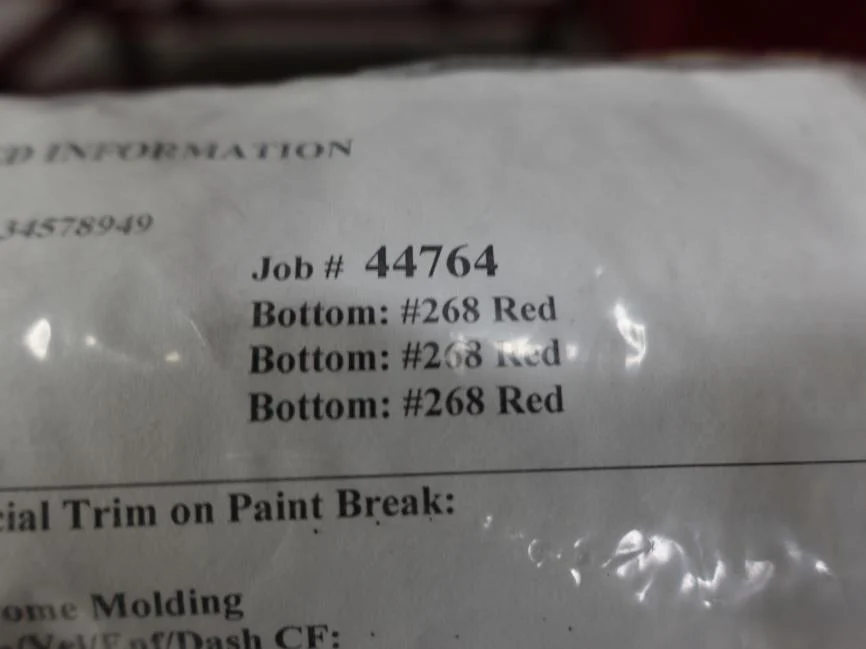 INFORMATION
34578949
Job # 44764
Bottom: #268 Red
Bottom: #268 Red
Bottom: #268 Red
cial Trim on Paint Break:
ome Molding
/Dash CF: